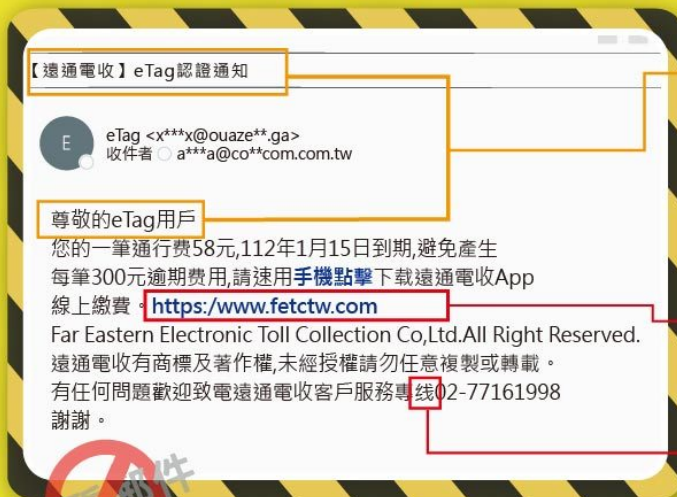 【遠通電收】eTag認證通知
E
eTag <x***x@ouaze**.ga>
收件者 a***a@co**com.com.tw
尊敬的eTag用戶
您的一筆通行费58元,112年1月15日到期,避免產生
每筆300元逾期费用,請速用手機點擊下载遠通電收App
線上繳費。https:/www.fetctw.com
Far Eastern Electronic Toll Collection Co,Ltd.All Right Reserved.
遠通電收有商標及著作權,未經授權請勿任意複製或轉載。
有任何問題歡迎致電遠通電收客戶服務專线02-77161998
謝謝。
郵件